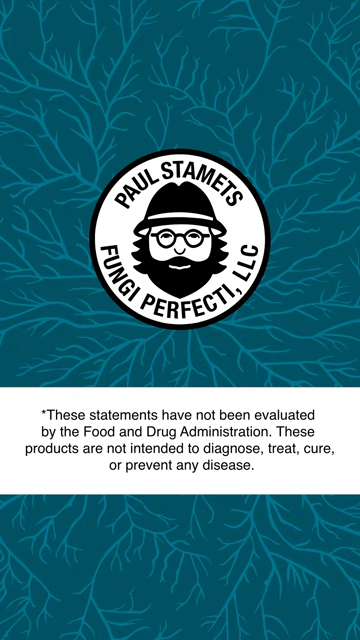 PAUL STAMETS
FUNGI PERFECTI, LLC
*These statements have not been evaluated
by the Food and Drug Administration. These
products are not intended to diagnose, treat, cure,
or prevent any disease.